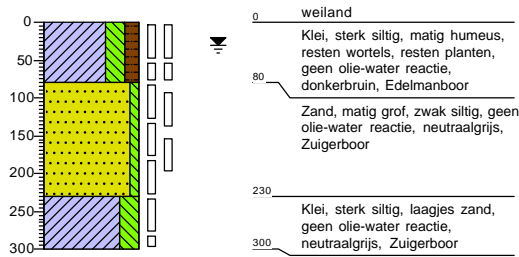 0
50
100
150
200
250
300
0
weiland
Klei, sterk siltig, matig humeus,
resten wortels, resten planten,
geen olie-water reactie,
donkerbruin, Edelmanboor
80
Zand, matig grof, zwak siltig, geen
olie-water reactie, neutraalgrijs,
Zuigerboor
230
Klei, sterk siltig, laagjes zand,
geen olie-water reactie,
neutraalgrijs, Zuigerboor
300